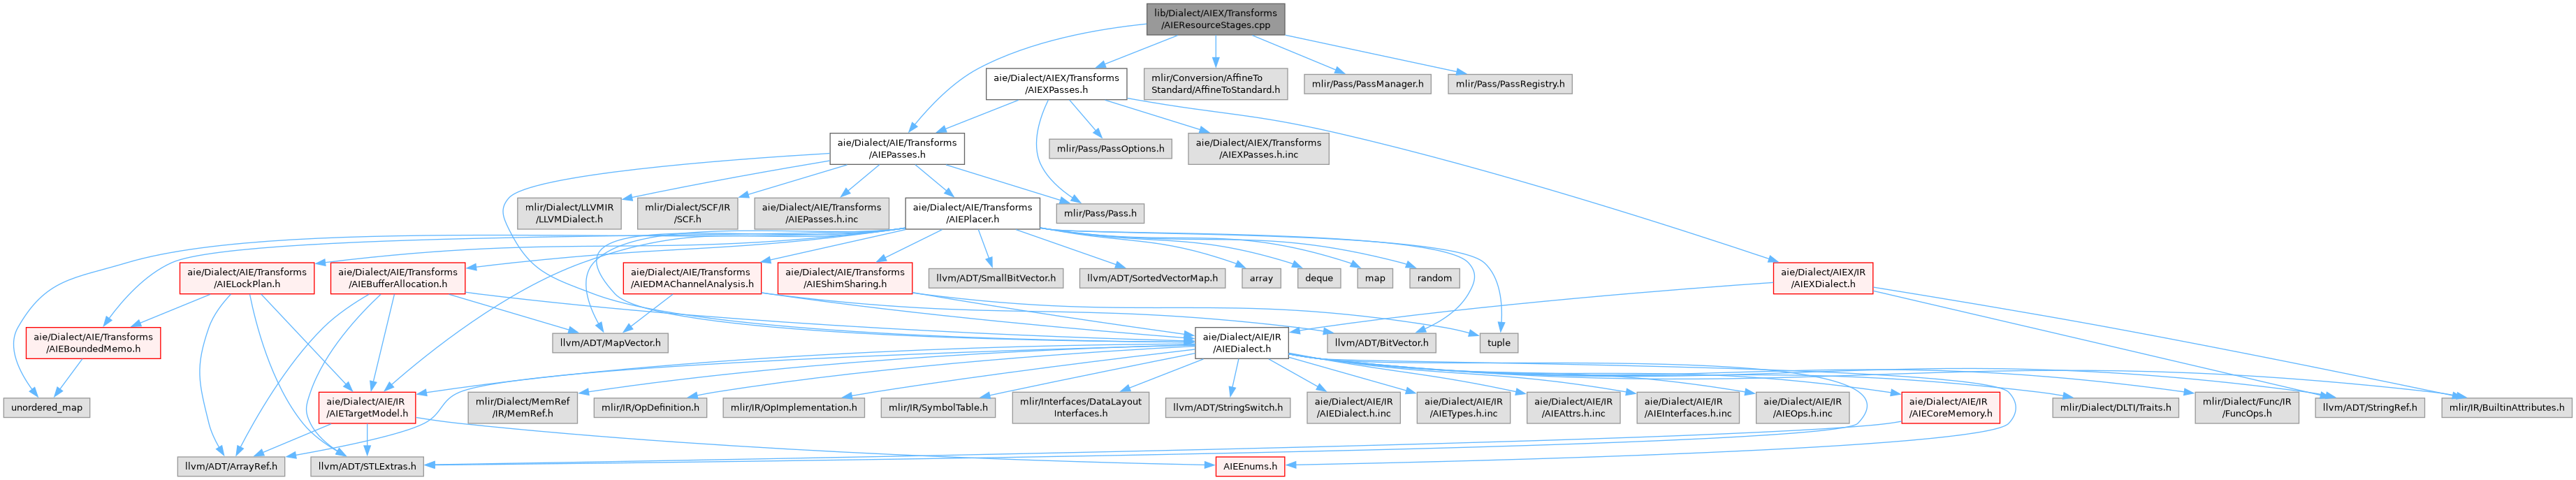 lib/Dialect/AIEX/Transforms
/AIEResourceStages.cpp
aie/Dialect/AIEX/Transforms
/AIEXPasses.h
mlir/Conversion/AffineTo
Standard/AffineToStandard.h
mlir/Pass/PassManager.h
mlir/Pass/PassRegistry.h
aie/Dialect/AIE/Transforms
/AIEPasses.h
mlir/Pass/PassOptions.h
aie/Dialect/AIEX/Transforms
/AIEXPasses.h.inc
mlir/Dialect/LLVMIR
/LLVMDialect.h
mlir/Dialect/SCF/IR
/SCF.h
aie/Dialect/AIE/Transforms
/AIEPasses.h.inc
aie/Dialect/AIE/Transforms
/AIEPlacer.h
mlir/Pass/Pass.h
aie/Dialect/AIE/Transforms
/AIELockPlan.h
aie/Dialect/AIE/Transforms
/AIEBufferAllocation.h
aie/Dialect/AIE/Transforms
/AIEDMAChannelAnalysis.h
aie/Dialect/AIE/Transforms
/AIEShimSharing.h
llvm/ADT/SmallBitVector.h
llvm/ADT/SortedVectorMap.h
array
deque
map
random
aie/Dialect/AIEX/IR
/AIEXDialect.h
aie/Dialect/AIE/Transforms
/AIEBoundedMemo.h
llvm/ADT/MapVector.h
aie/Dialect/AIE/IR
/AIEDialect.h
llvm/ADT/BitVector.h
tuple
unordered_map
aie/Dialect/AIE/IR
/AIETargetModel.h
mlir/Dialect/MemRef
/IR/MemRef.h
mlir/IR/OpDefinition.h
mlir/IR/OpImplementation.h
mlir/IR/SymbolTable.h
mlir/Interfaces/DataLayout
Interfaces.h
llvm/ADT/StringSwitch.h
aie/Dialect/AIE/IR
/AIEDialect.h.inc
aie/Dialect/AIE/IR
/AIETypes.h.inc
aie/Dialect/AIE/IR
/AIEAttrs.h.inc
aie/Dialect/AIE/IR
/AIEInterfaces.h.inc
aie/Dialect/AIE/IR
/AIEOps.h.inc
aie/Dialect/AIE/IR
/AIECoreMemory.h
mlir/Dialect/DLTI/Traits.h
mlir/Dialect/Func/IR
/FuncOps.h
llvm/ADT/StringRef.h
mlir/IR/BuiltinAttributes.h
llvm/ADT/ArrayRef.h
llvm/ADT/STLExtras.h
AIEEnums.h